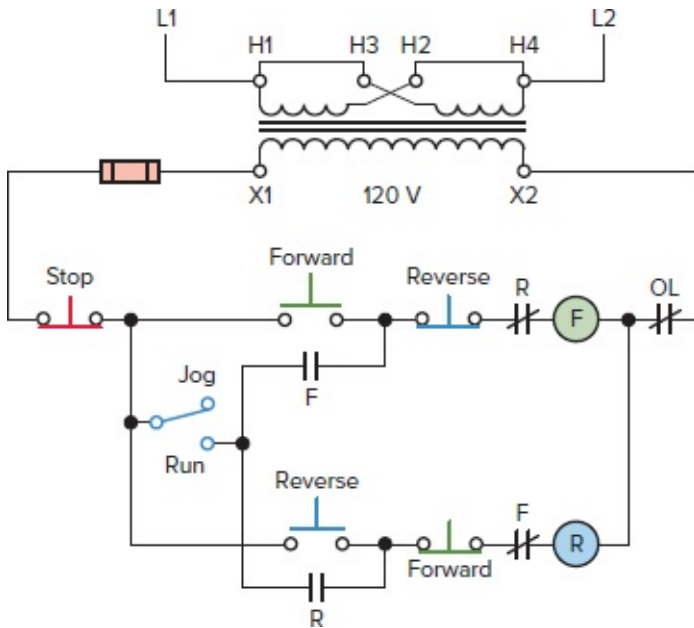 L1 L2
H1 H3 H2 H4
X1 120 V X2
Stop Forward Reverse R F OL
F
Jog
Run
Reverse
F R
Forward
R